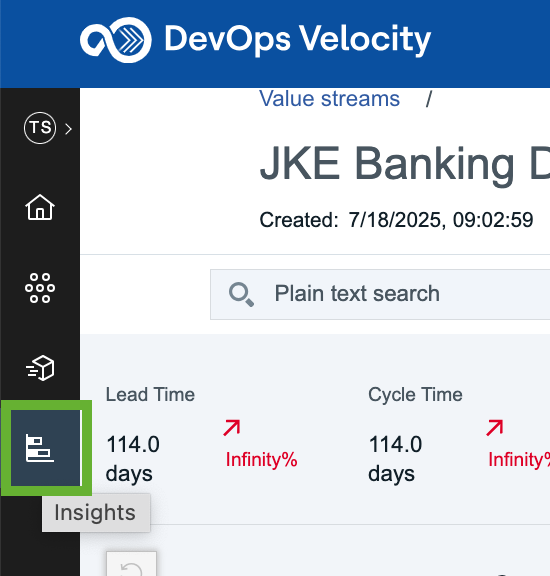 DevOps Velocity
Value streams /
TS
JKE Banking
Created: 7/18/2025, 09:02:59
Plain text search
Lead Time
Cycle Time
114.0
days
Infinity%
114.0
days
Infinity%
Insights